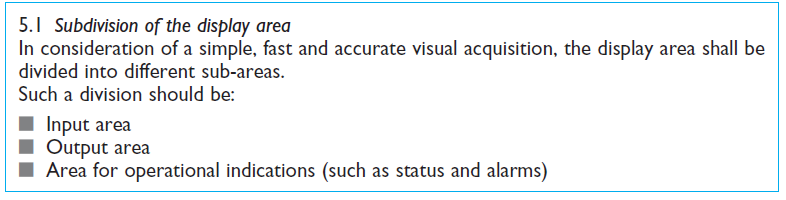 5.1 Subdivision of the display area
In consideration of a simple, fast and accurate visual acquisition, the display area shall be
divided into different sub-areas.
Such a division should be:
■ Input area
■ Output area
■ Area for operational indications (such as status and alarms)